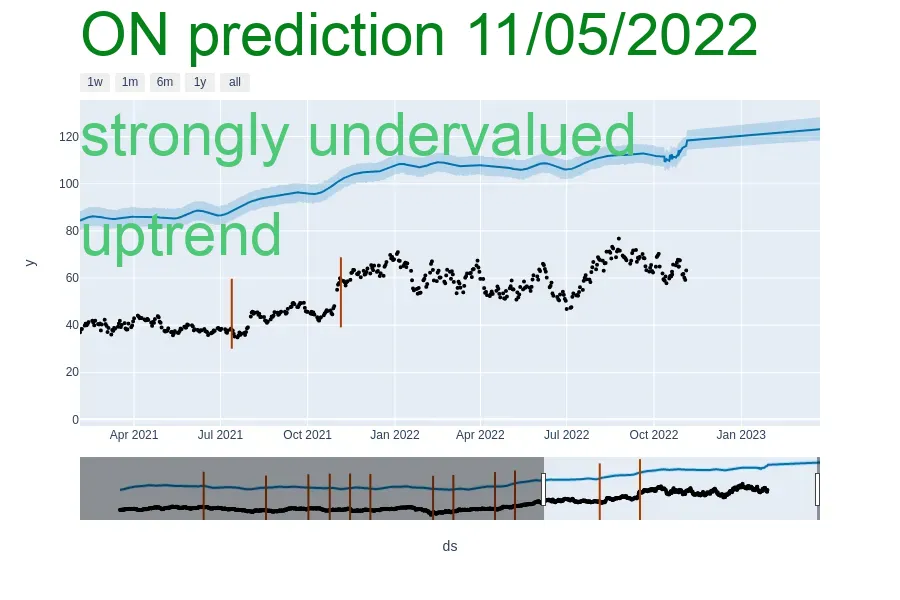 ON prediction 11/05/2022
1w 1m 6m 1y all
strongly undervalued
uptrend
y
120
100
80
60
40
20
0
Apr 2021 Jul 2021 Oct 2021 Jan 2022 Apr 2022 Jul 2022 Oct 2022 Jan 2023
ds